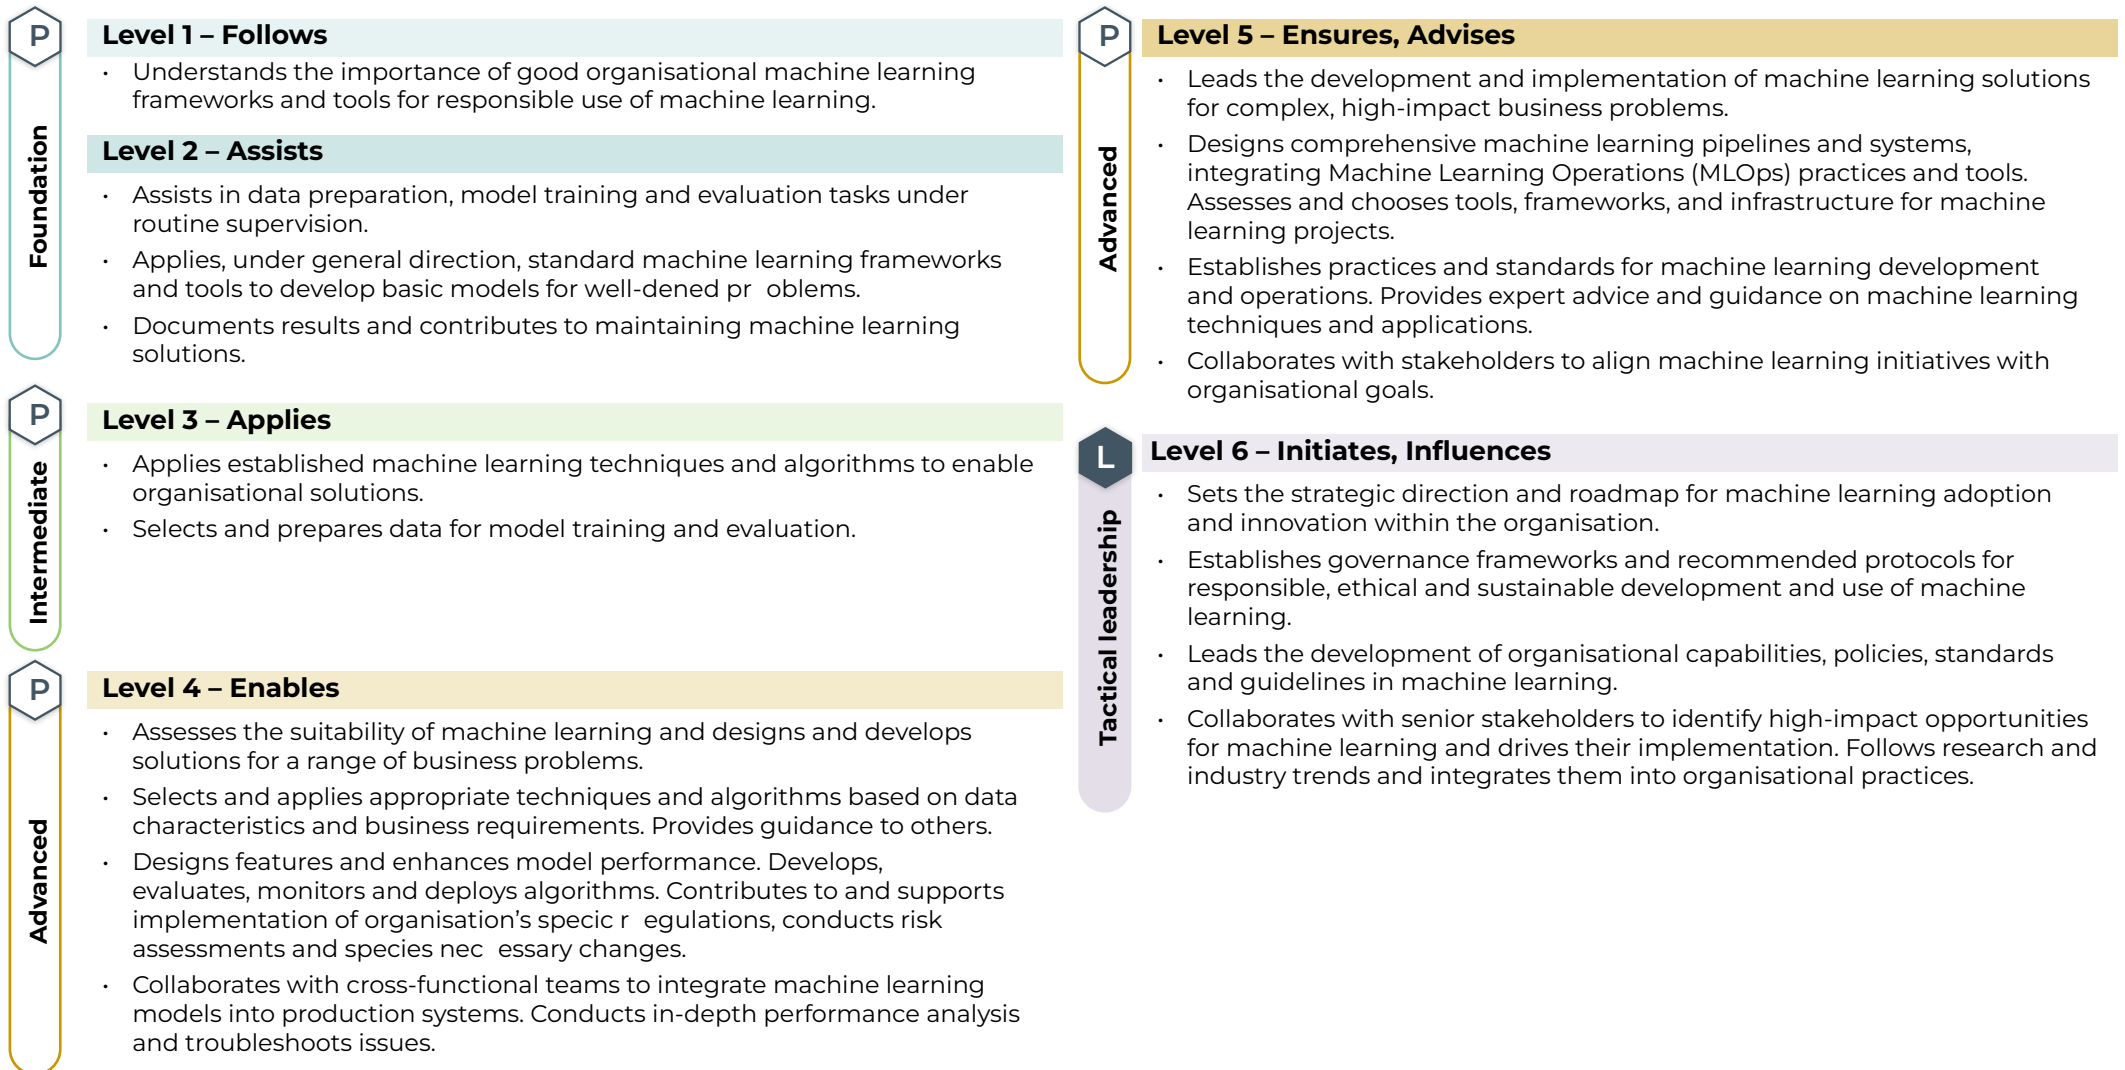 P
Foundation
Level 1 – Follows
• Understands the importance of good organisational machine learning
frameworks and tools for responsible use of machine learning.
Level 2 – Assists
• Assists in data preparation, model training and evaluation tasks under
routine supervision.
• Applies, under general direction, standard machine learning frameworks
and tools to develop basic models for well-dened pr oblems.
• Documents results and contributes to maintaining machine learning
solutions.
P
Intermediate
Level 3 – Applies
• Applies established machine learning techniques and algorithms to enable
organisational solutions.
• Selects and prepares data for model training and evaluation.
P
Advanced
Level 4 – Enables
• Assesses the suitability of machine learning and designs and develops
solutions for a range of business problems.
• Selects and applies appropriate techniques and algorithms based on data
characteristics and business requirements. Provides guidance to others.
• Designs features and enhances model performance. Develops,
evaluates, monitors and deploys algorithms. Contributes to and supports
implementation of organisation’s specic r egulations, conducts risk
assessments and species nec essary changes.
• Collaborates with cross-functional teams to integrate machine learning
models into production systems. Conducts in-depth performance analysis
and troubleshoots issues.
P
Advanced
Level 5 – Ensures, Advises
• Leads the development and implementation of machine learning solutions
for complex, high-impact business problems.
• Designs comprehensive machine learning pipelines and systems,
integrating Machine Learning Operations (MLOps) practices and tools.
Assesses and chooses tools, frameworks, and infrastructure for machine
learning projects.
• Establishes practices and standards for machine learning development
and operations. Provides expert advice and guidance on machine learning
techniques and applications.
• Collaborates with stakeholders to align machine learning initiatives with
organisational goals.
L
Tactical leadership
Level 6 – Initiates, Influences
• Sets the strategic direction and roadmap for machine learning adoption
and innovation within the organisation.
• Establishes governance frameworks and recommended protocols for
responsible, ethical and sustainable development and use of machine
learning.
• Leads the development of organisational capabilities, policies, standards
and guidelines in machine learning.
• Collaborates with senior stakeholders to identify high-impact opportunities
for machine learning and drives their implementation. Follows research and
industry trends and integrates them into organisational practices.